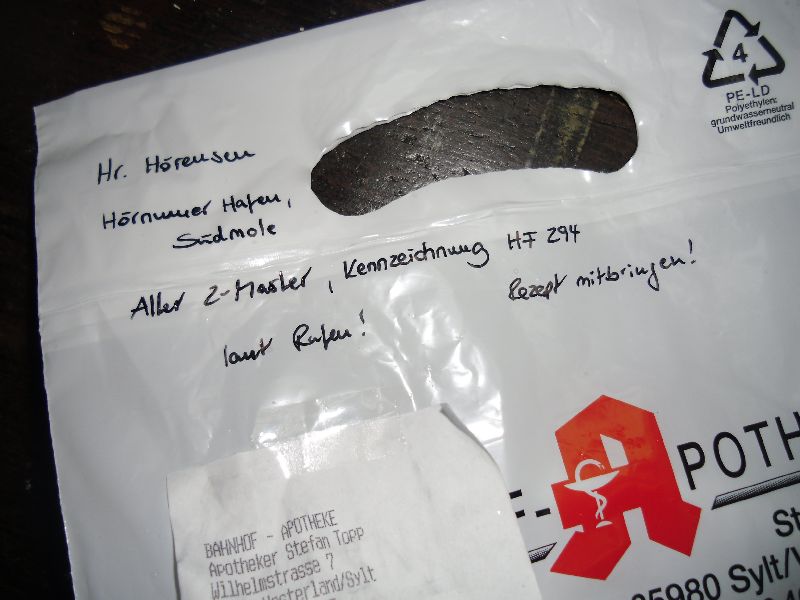 4
PE-LD
Polyethylen:
grundwasserneutral
Umweltfreundlich
Hr. Hörensen
Hörnumer Hafen,
Südmole
Alter 2-Master, Kennzeichnung HF 294
Rezept mitbringen!
laut Rufen!
F-APOTH
St
25980 Sylt/W
BAHNHOF - APOTHEKE
Apotheker Stefan Topp
Wilhelmstrasse 7
Westerland/Sylt